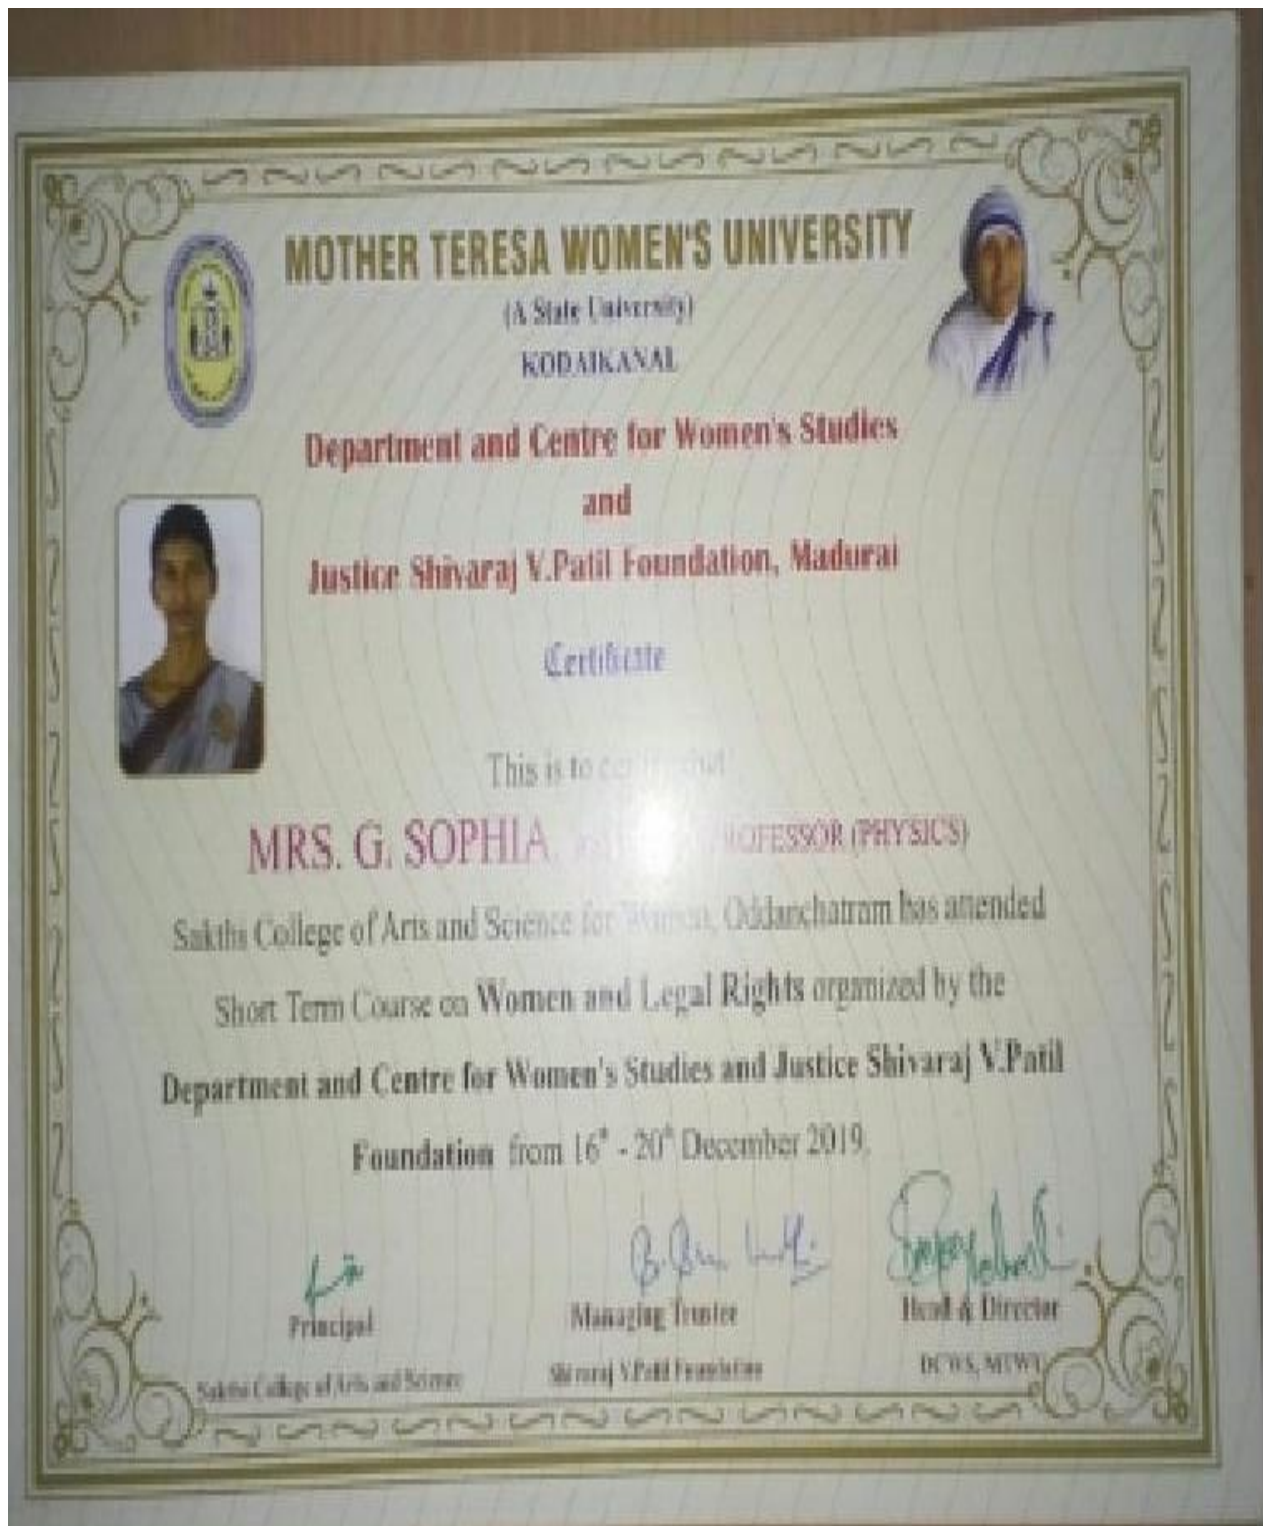 MOTHER TERESA WOMEN'S UNIVERSITY
(A State University)
KODAIKANAL
Department and Centre for Women's Studies
and
Justice Shivaraj V.Patil Foundation, Madurai
Certificate
This is to certify that
MRS. G. SOPHIA PROFESSOR (PHYSICS)
Sakthi College of Arts and Science for Women, Oddanchatram has attended
Short Term Course on Women and Legal Rights organized by the
Department and Centre for Women's Studies and Justice Shivaraj V.Patil
Foundation from 16th - 20th December 2019.
Principal Managing Trustee Head & Director
Sakthi College of Arts and Science Shivaraj V.Patil Foundation DCWS, MTWU